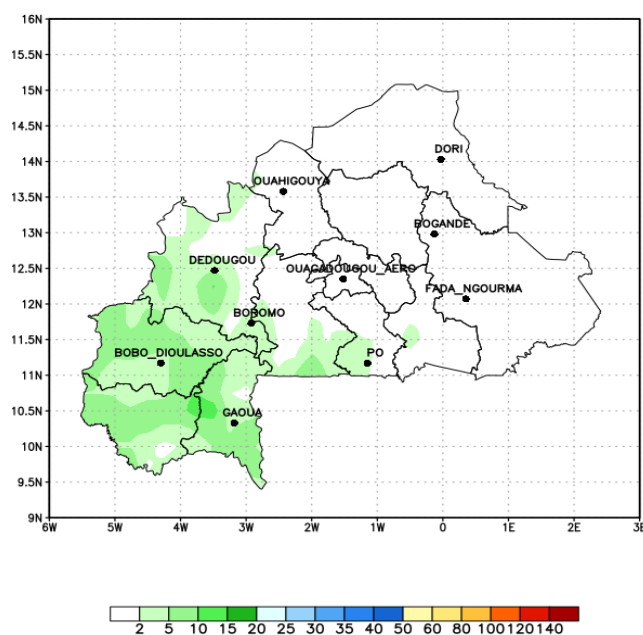 16N
15.5N
15N
14.5N
14N
13.5N
13N
12.5N
12N
11.5N
11N
10.5N
10N
9.5N
9N
DORI
OUAHIGOUYA
BOGANDE
DEDOUGOU
OUAGADOUGOU_AERO
FADA_NGOURMA
BOROMO
BOBO_DIOULASSO
PO
GAOUA
6W 5W 4W 3W 2W 1W 0 1E 2E 3E
2 5 10 15 20 25 30 35 40 50 60 80 100 120 140